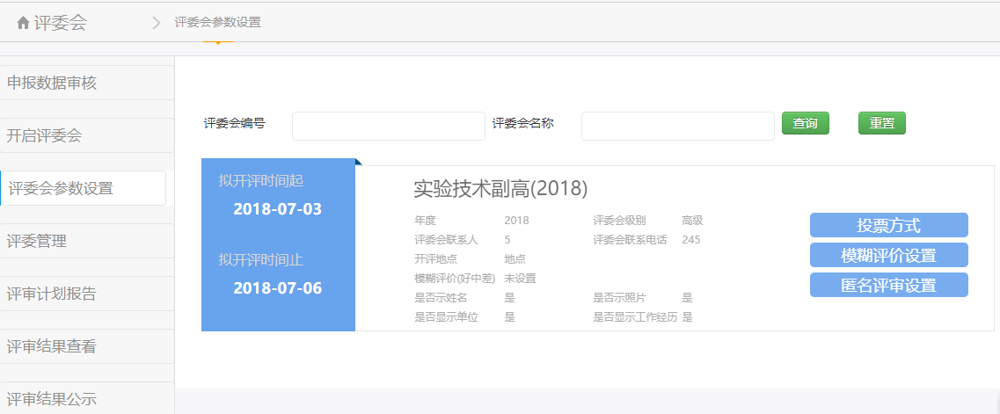 评委会 评委会参数设置
申报数据审核
开启评委会
评委会参数设置
评委管理
评审计划报告
评审结果查看
评审结果公示
评委会编号 评委会名称 查询 重置
拟开评时间起
2018-07-03
拟开评时间止
2018-07-06
实验技术副高(2018)
年度 2018 评委会级别 高级
评委会联系人 5 评委会联系电话 245
开评地点 地点
模糊评价(好中差) 未设置
是否示姓名 是 是否示照片 是
是否显示单位 是 是否显示工作经历 是
投票方式
模糊评价设置
匿名评审设置